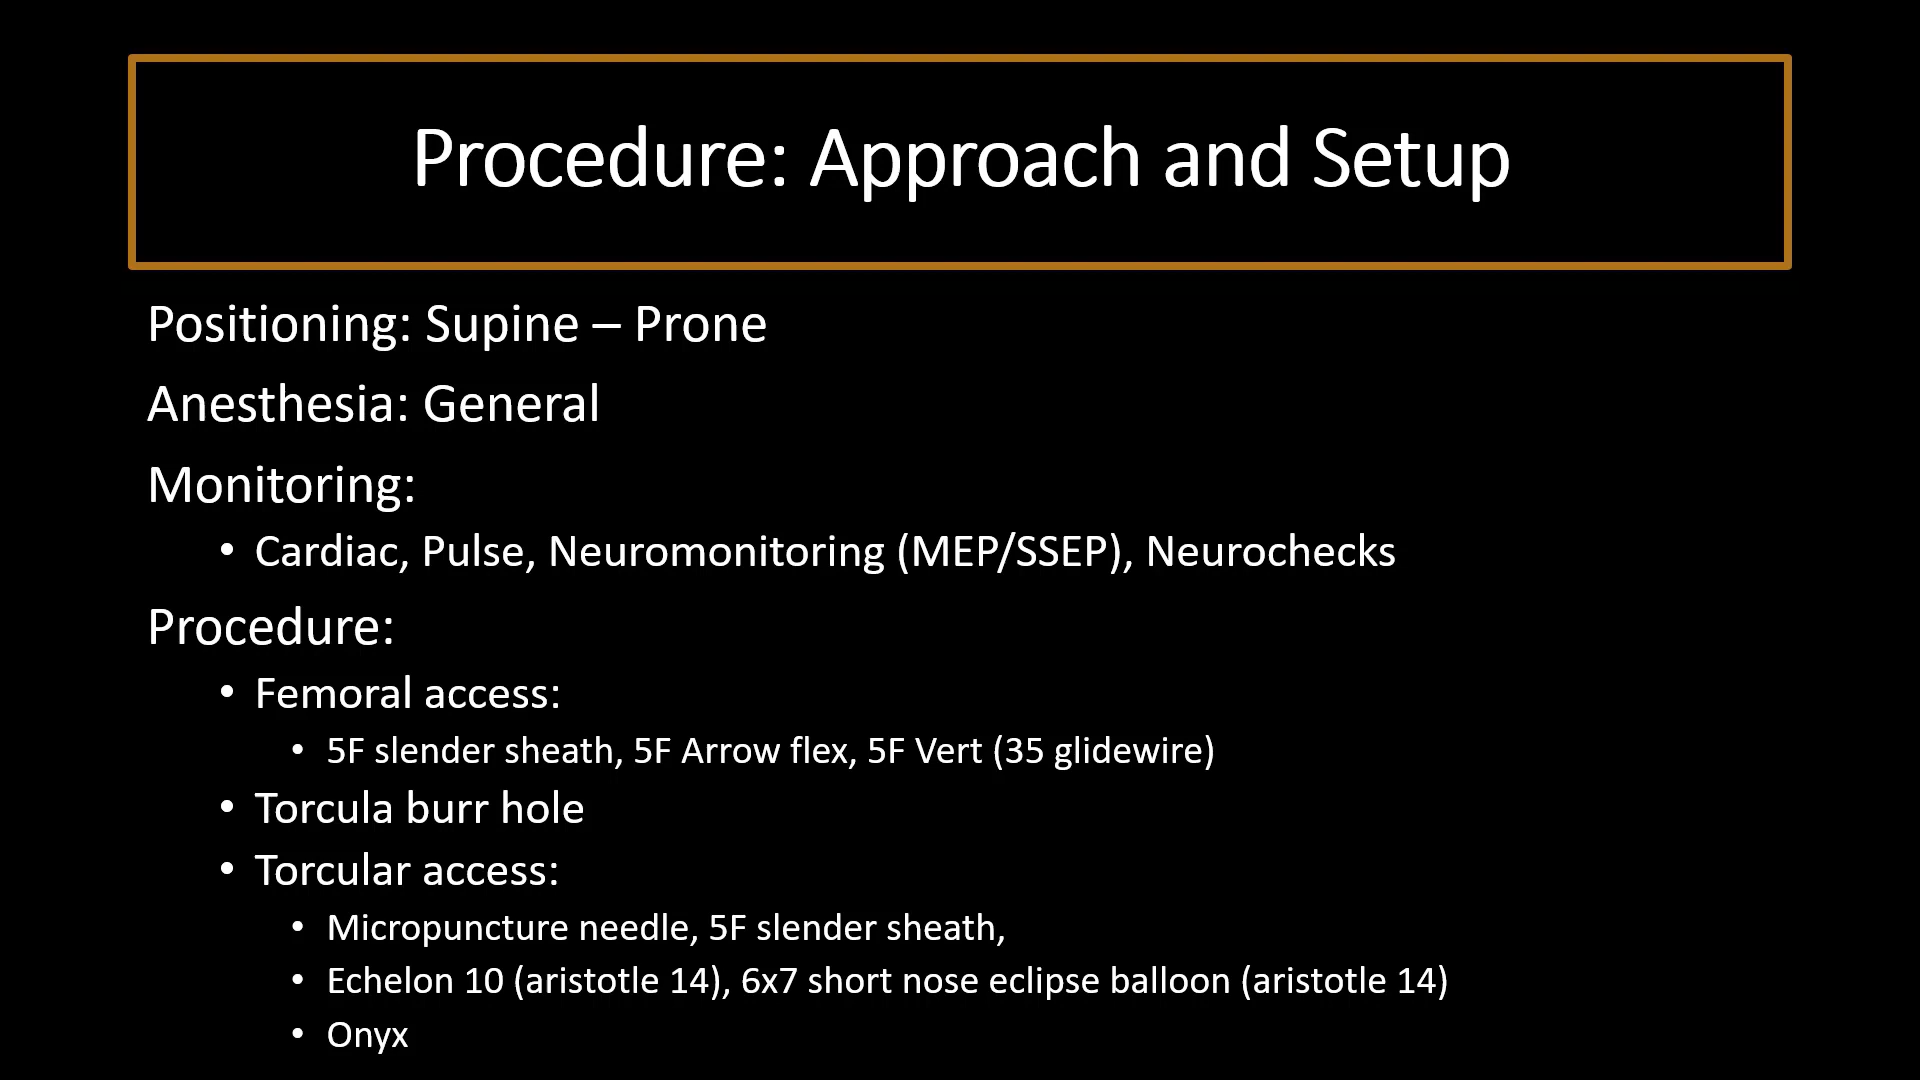 Procedure: Approach and Setup
Positioning: Supine – Prone
Anesthesia: General
Monitoring:
• Cardiac, Pulse, Neuromonitoring (MEP/SSEP), Neurochecks
Procedure:
• Femoral access:
• 5F slender sheath, 5F Arrow flex, 5F Vert (35 glidewire)
• Torcula burr hole
• Torcular access:
• Micropuncture needle, 5F slender sheath,
• Echelon 10 (aristotle 14), 6x7 short nose eclipse balloon (aristotle 14)
• Onyx